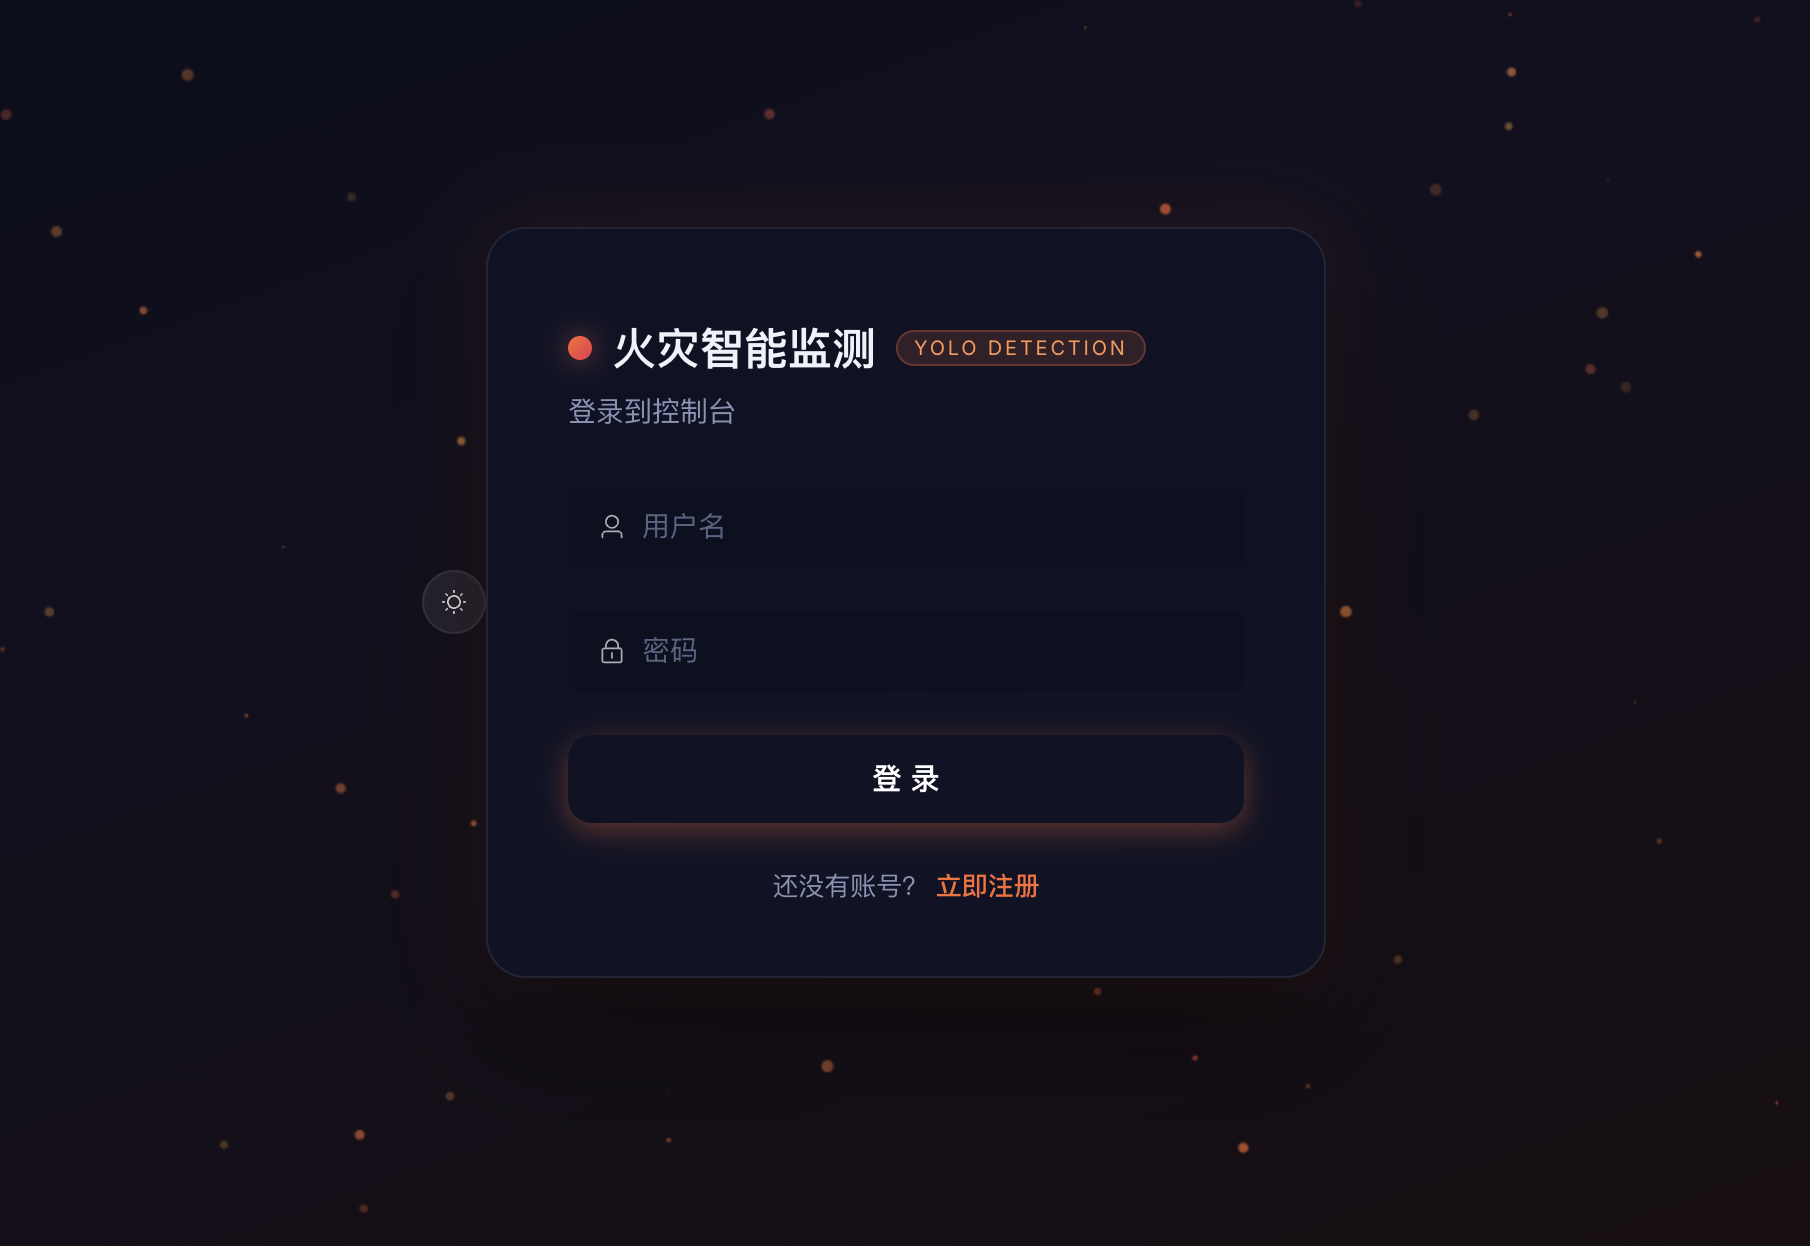 火灾智能监测 YOLO DETECTION
登录到控制台
用户名
密码
登 录
还没有账号? 立即注册